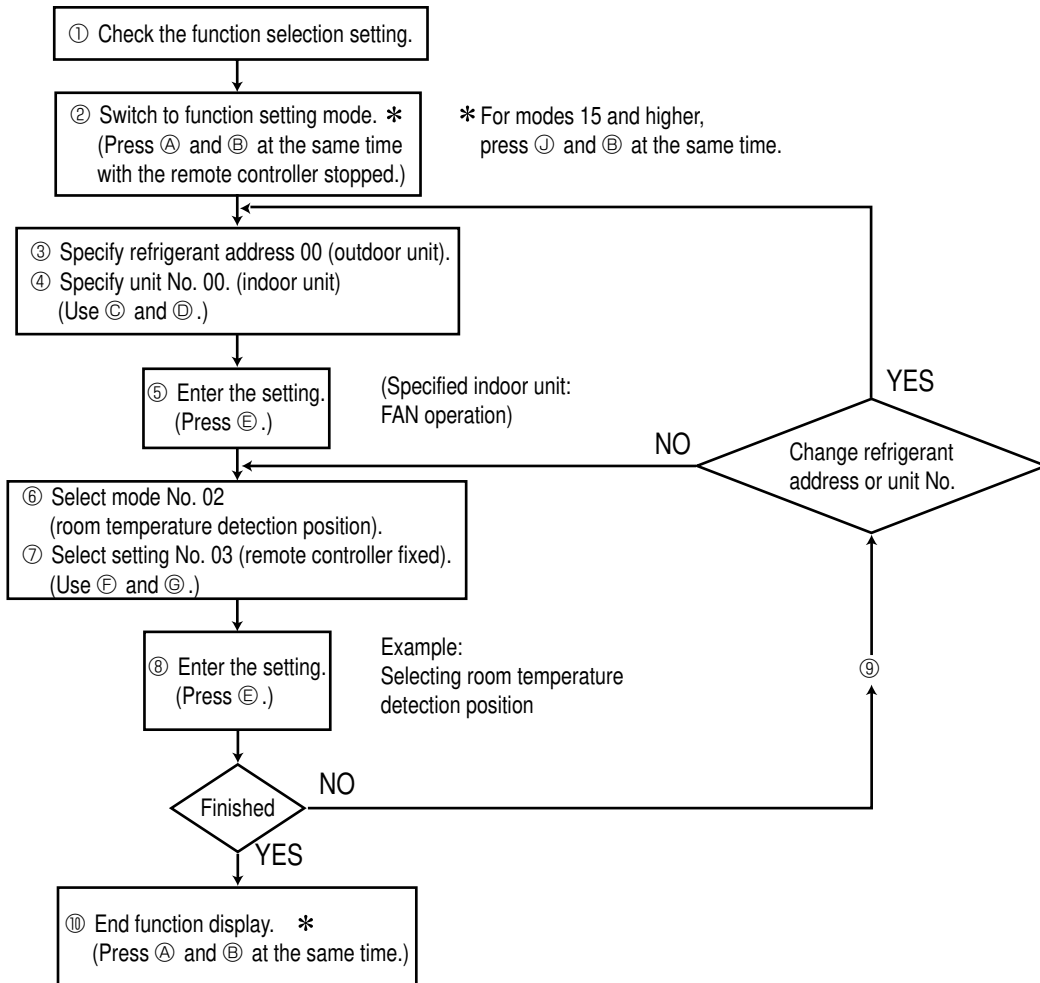 ① Check the function selection setting.
② Switch to function setting mode. *
(Press Ⓐ and Ⓑ at the same time
with the remote controller stopped.)
* For modes 15 and higher,
press Ⓙ and Ⓑ at the same time.
③ Specify refrigerant address 00 (outdoor unit).
④ Specify unit No. 00. (indoor unit)
(Use Ⓒ and Ⓓ.)
⑤ Enter the setting.
(Press Ⓔ.)
(Specified indoor unit:
FAN operation)
YES
NO
Change refrigerant
address or unit No.
⑥ Select mode No. 02
(room temperature detection position).
⑦ Select setting No. 03 (remote controller fixed).
(Use Ⓕ and Ⓖ.)
⑧ Enter the setting.
(Press Ⓔ.)
Example:
Selecting room temperature
detection position
⑨
Finished
NO
YES
⑩ End function display. *
(Press Ⓐ and Ⓑ at the same time.)